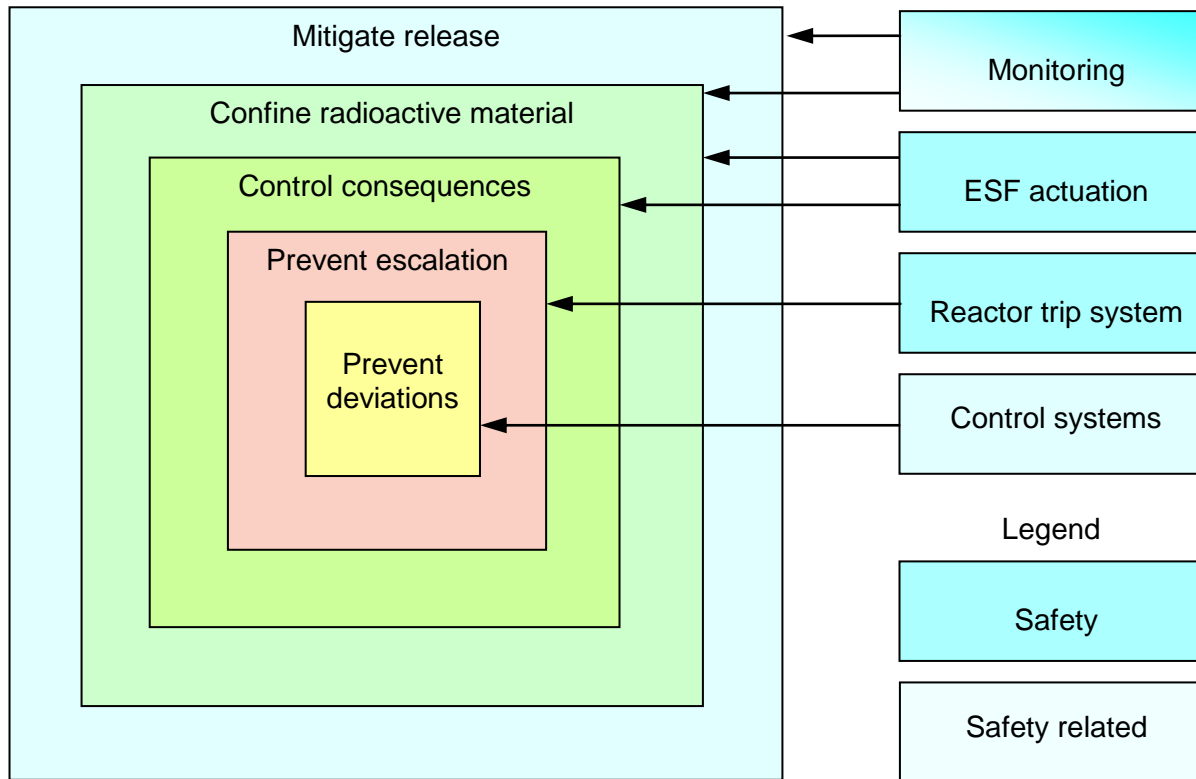 Mitigate release
Confine radioactive material
Control consequences
Prevent escalation
Prevent
deviations
Monitoring
ESF actuation
Reactor trip system
Control systems
Legend
Safety
Safety related